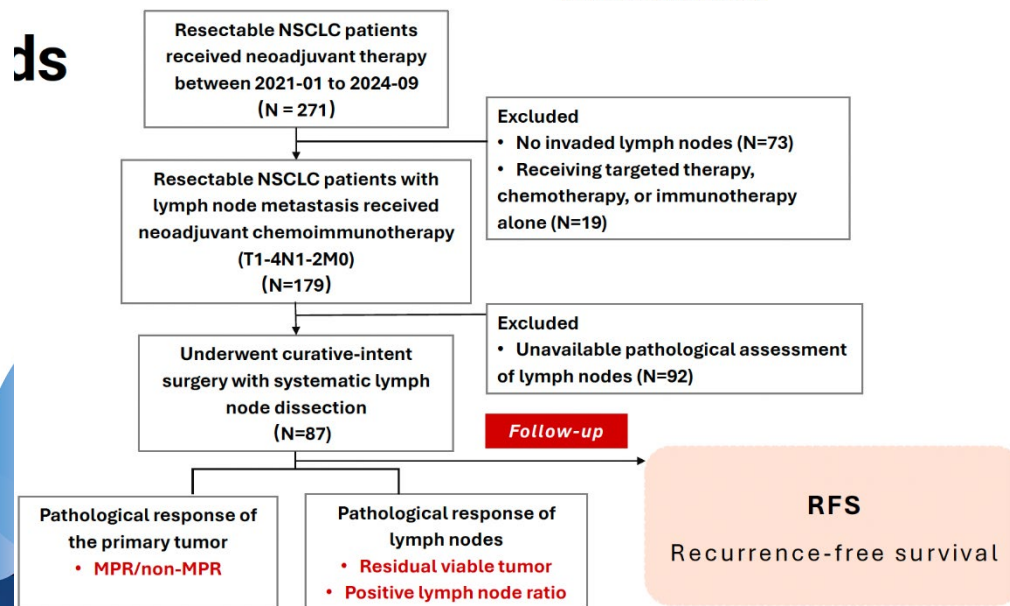 ds
Resectable NSCLC patients
received neoadjuvant therapy
between 2021-01 to 2024-09
(N = 271)
Excluded
• No invaded lymph nodes (N=73)
• Receiving targeted therapy,
chemotherapy, or immunotherapy
alone (N=19)
Resectable NSCLC patients with
lymph node metastasis received
neoadjuvant chemoimmunotherapy
(T1-4N1-2M0)
(N=179)
Excluded
• Unavailable pathological assessment
of lymph nodes (N=92)
Underwent curative-intent
surgery with systematic lymph
node dissection
(N=87)
Follow-up
RFS
Recurrence-free survival
Pathological response of
the primary tumor
• MPR/non-MPR
Pathological response of
lymph nodes
• Residual viable tumor
• Positive lymph node ratio